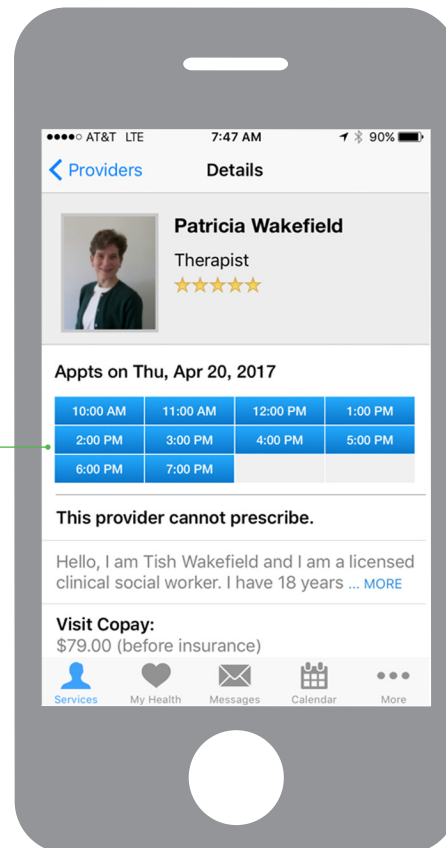 AT&T LTE 7:47 AM 90%
Providers Details
Patricia Wakefield
Therapist
Appts on Thu, Apr 20, 2017
10:00 AM 11:00 AM 12:00 PM 1:00 PM
2:00 PM 3:00 PM 4:00 PM 5:00 PM
6:00 PM 7:00 PM
This provider cannot prescribe.
Hello, I am Tish Wakefield and I am a licensed
clinical social worker. I have 18 years ... MORE
Visit Copay:
$79.00 (before insurance)
Services My Health Messages Calendar More